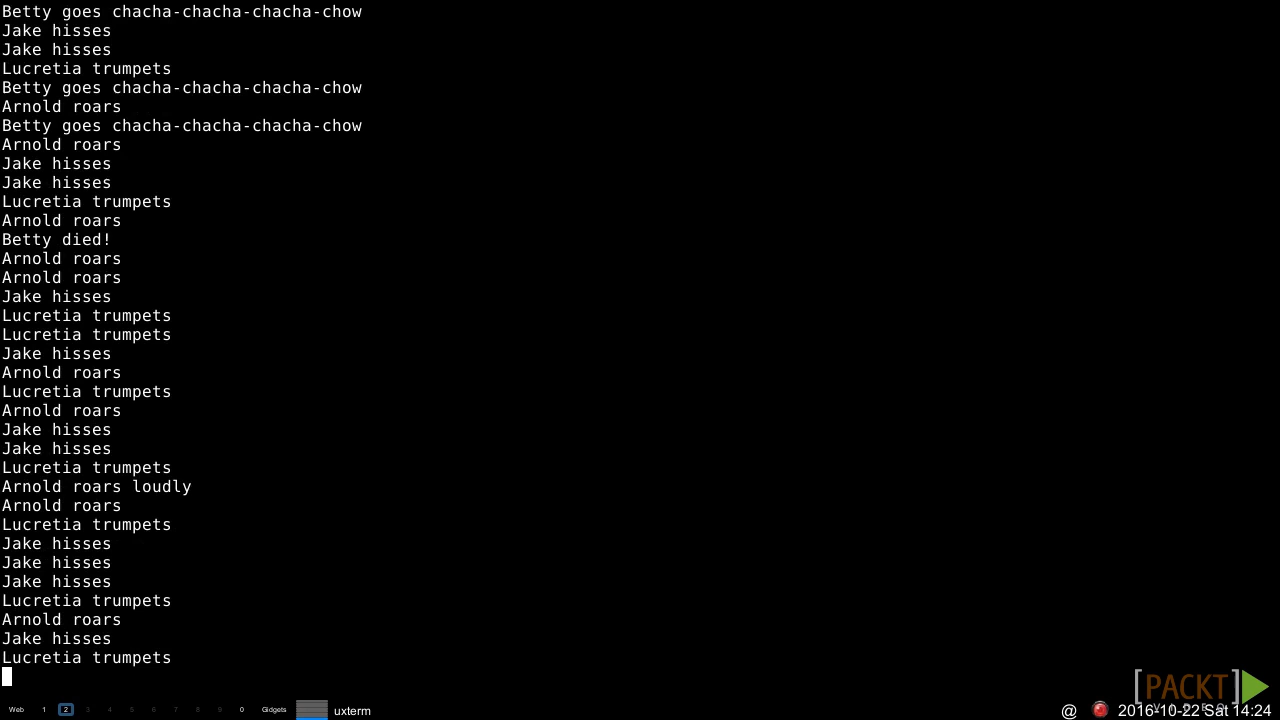 Betty goes chacha-chacha-chacha-chow
Jake hisses
Jake hisses
Lucretia trumpets
Betty goes chacha-chacha-chacha-chow
Arnold roars
Betty goes chacha-chacha-chacha-chow
Arnold roars
Jake hisses
Jake hisses
Lucretia trumpets
Arnold roars
Betty died!
Arnold roars
Arnold roars
Jake hisses
Lucretia trumpets
Lucretia trumpets
Jake hisses
Arnold roars
Lucretia trumpets
Arnold roars
Jake hisses
Jake hisses
Lucretia trumpets
Arnold roars loudly
Arnold roars
Lucretia trumpets
Jake hisses
Jake hisses
Jake hisses
Lucretia trumpets
Arnold roars
Jake hisses
Lucretia trumpets
[PACKT]
Web 1 2 3 4 5 6 7 8 9 0 Gidgets uxterm @ 2016-10-22 Sat 14:24